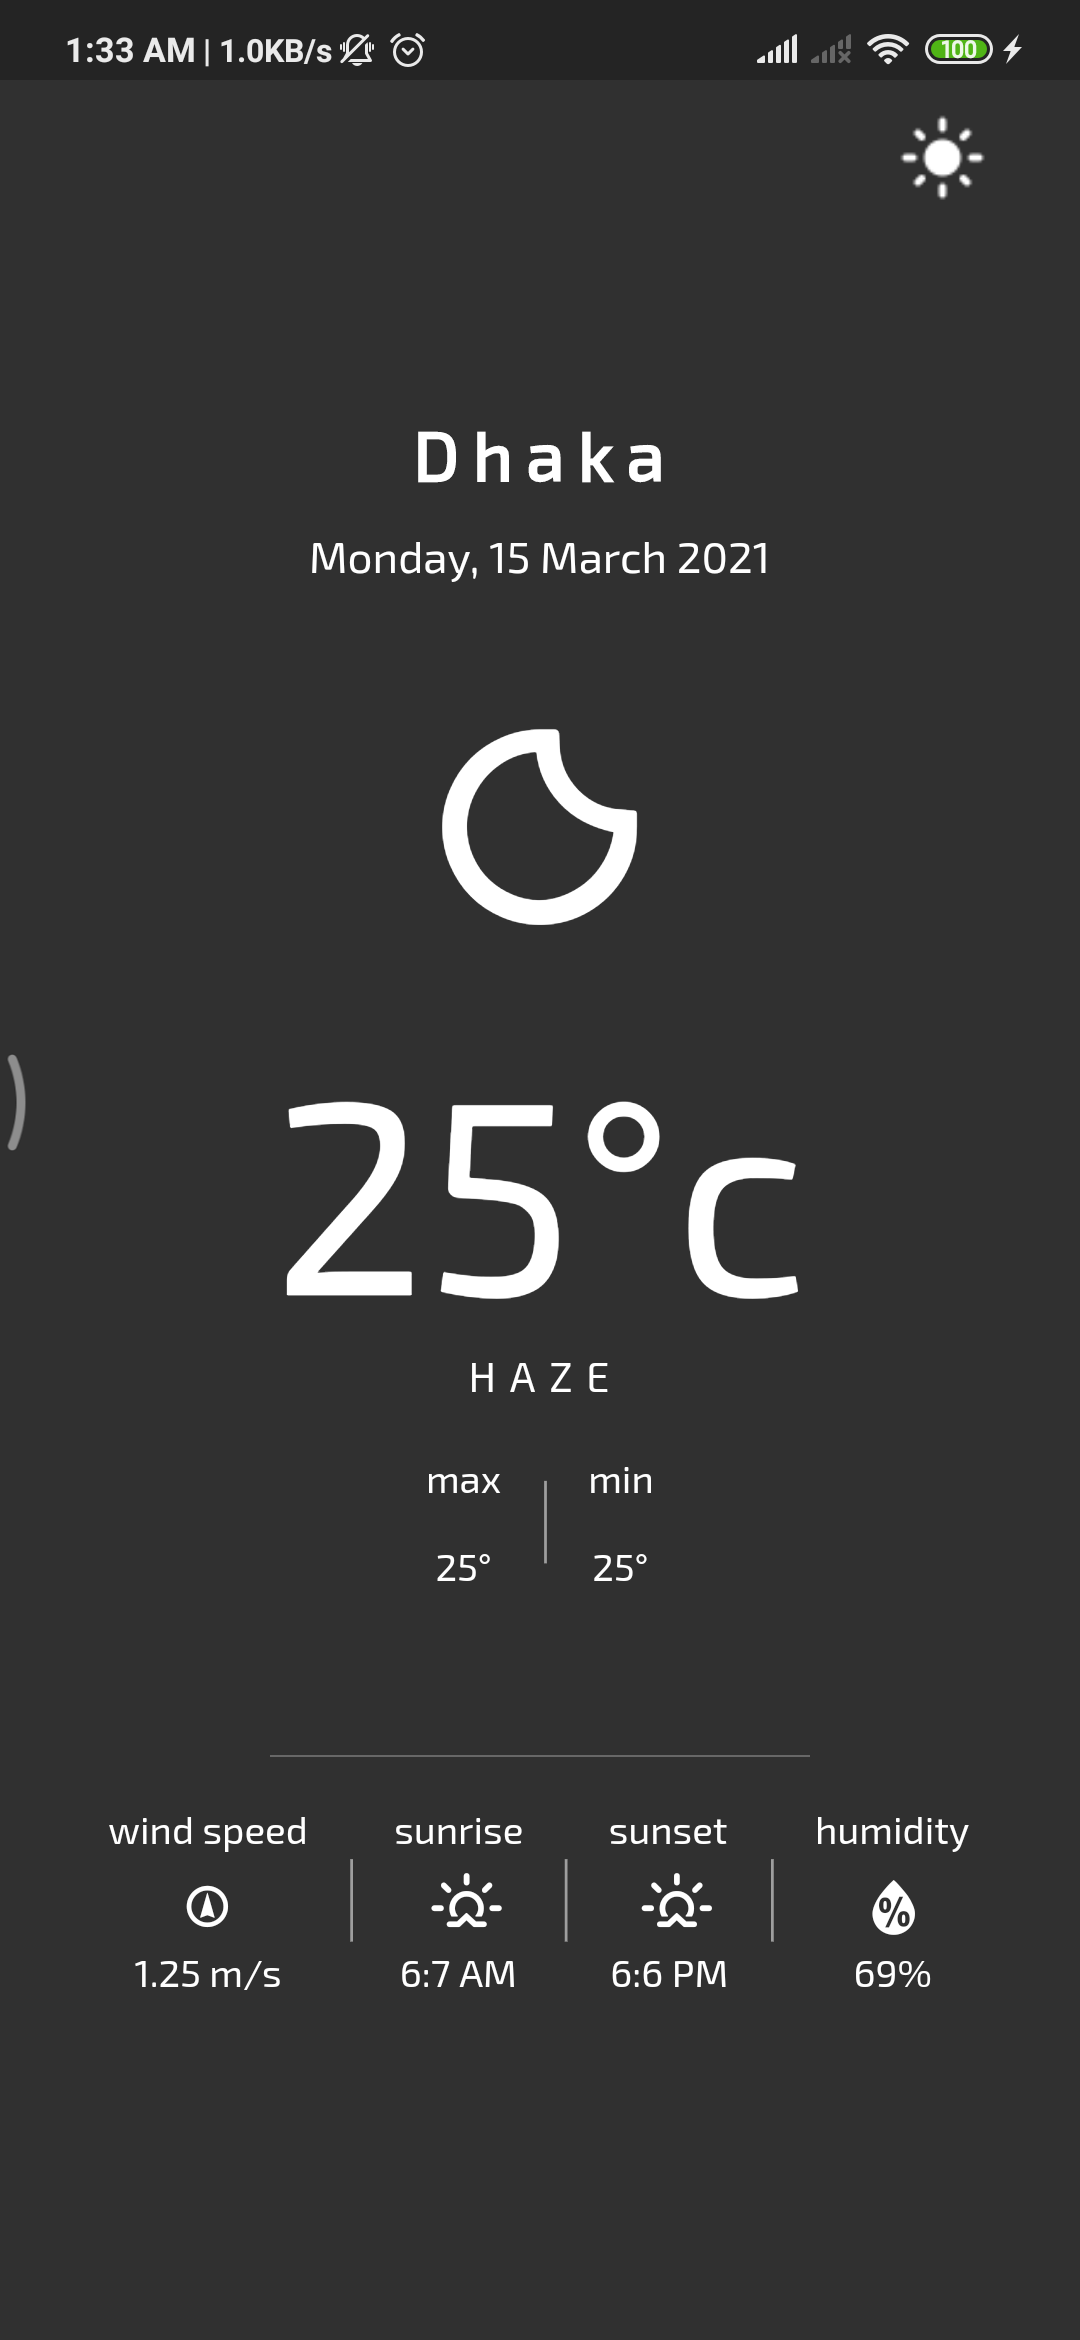 1:33 AM | 1.0KB/s 100
Dhaka
Monday, 15 March 2021
25°c
HAZE
max min
25° 25°
wind speed sunrise sunset humidity
%
1.25 m/s 6:7 AM 6:6 PM 69%